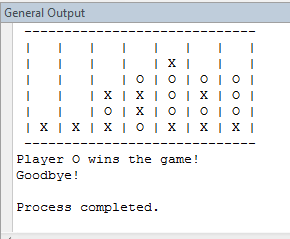 General Output
 -----------------------------
 |   |   |   |   |   |   |   |
 |   |   |   |   | X |   |   |
 |   |   |   | O | O | O | O |
 |   |   | X | X | O | X | O |
 |   |   | O | X | O | O | O |
 | X | X | X | O | X | X | X |
 -----------------------------
Player O wins the game!
Goodbye!
Process completed.